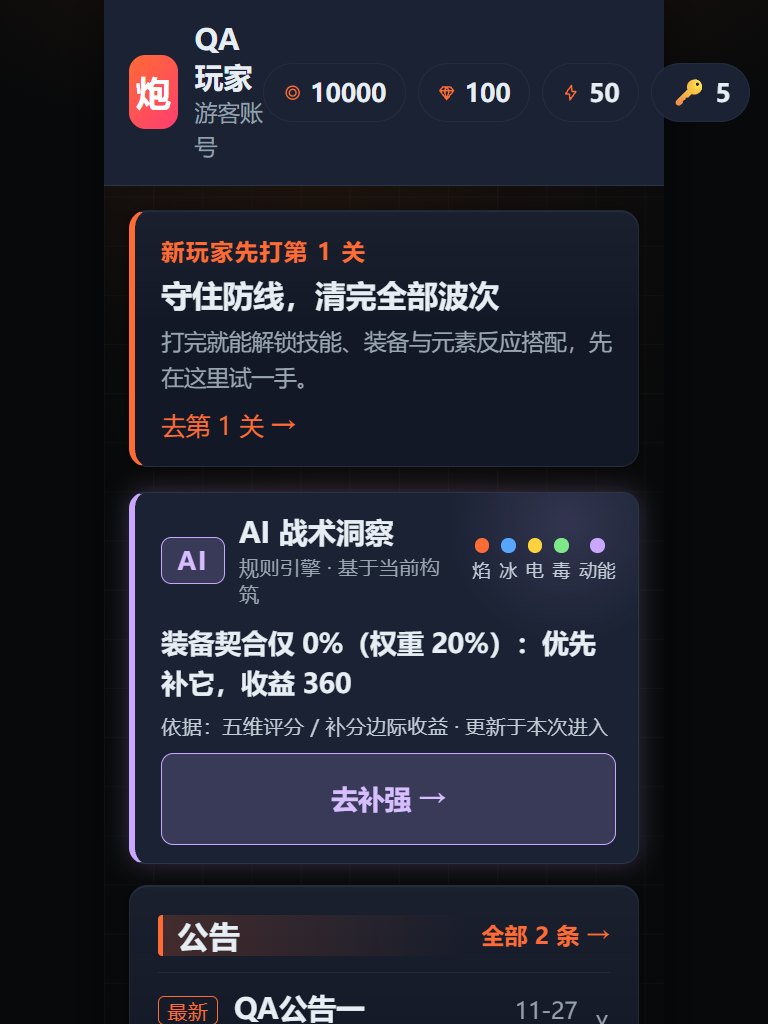 炮
QA
玩家
游客账
号
10000
100
50
5
新玩家先打第 1 关
守住防线，清完全部波次
打完就能解锁技能、装备与元素反应搭配，先
在这里试一手。
去第 1 关 →
AI
AI 战术洞察
规则引擎 · 基于当前构
筑
焰 冰 电 毒 动能
装备契合仅 0%（权重 20%）：优先
补它，收益 360
依据：五维评分 / 补分边际收益 · 更新于本次进入
去补强 →
公告
全部 2 条 →
最新
QA公告一
11-27